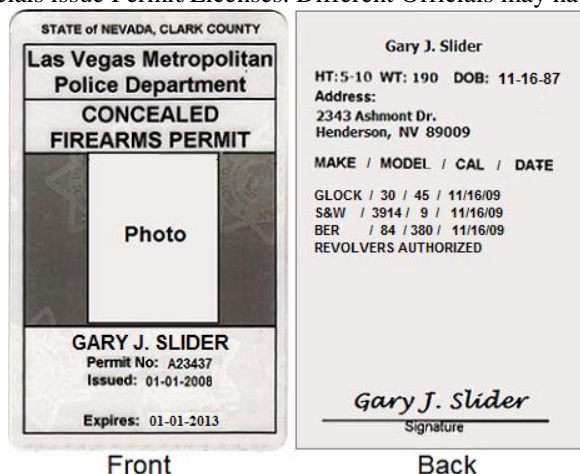 cials Issue Permit/Licenses. Different Officials may ha
STATE of NEVADA, CLARK COUNTY
Las Vegas Metropolitan
Police Department
CONCEALED
FIREARMS PERMIT
Photo
GARY J. SLIDER
Permit No: A23437
Issued: 01-01-2008
Expires: 01-01-2013
Front
Gary J. Slider
HT: 5-10 WT: 190 DOB: 11-16-87
Address:
2343 Ashmont Dr.
Henderson, NV 89009
MAKE / MODEL / CAL / DATE
GLOCK / 30 / 45 / 11/16/09
S&W / 3914 / 9 / 11/16/09
BER / 84 / 380 / 11/16/09
REVOLVERS AUTHORIZED
Gary J. Slider
Signature
Back